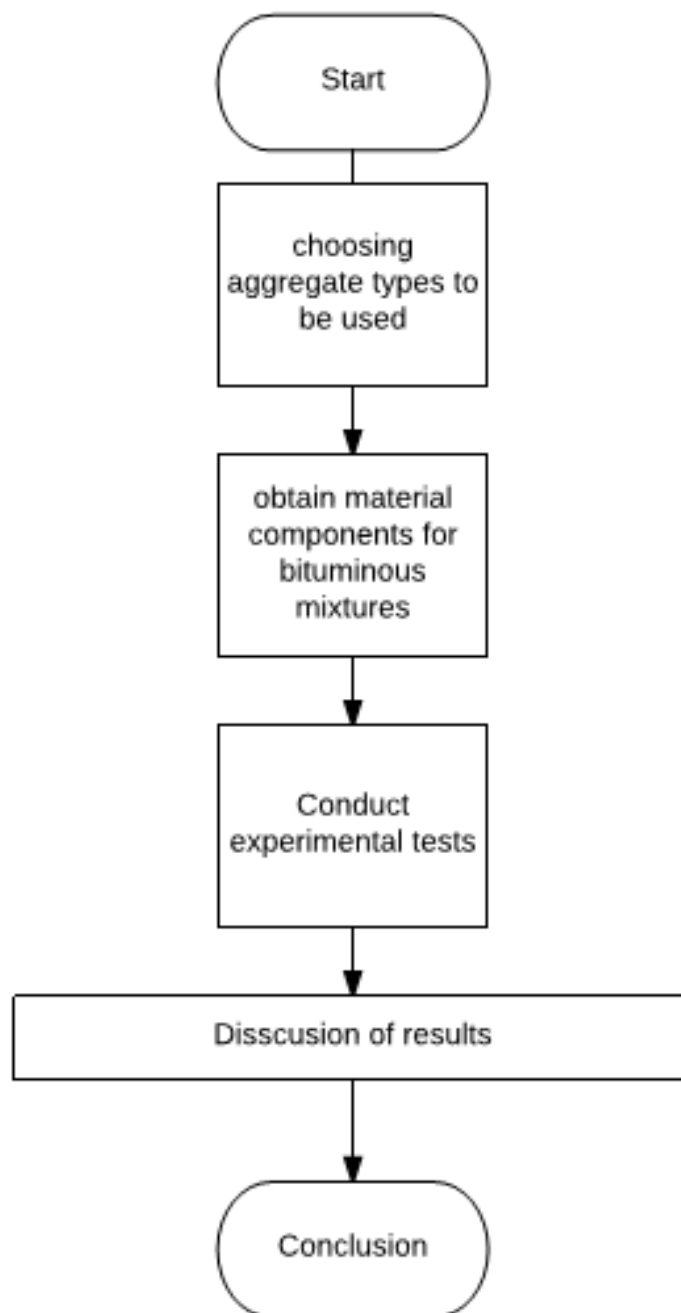 Start
choosing
aggregate types to
be used
obtain material
components for
bituminous
mixtures
Conduct
experimental tests
Disscusion of results
Conclusion